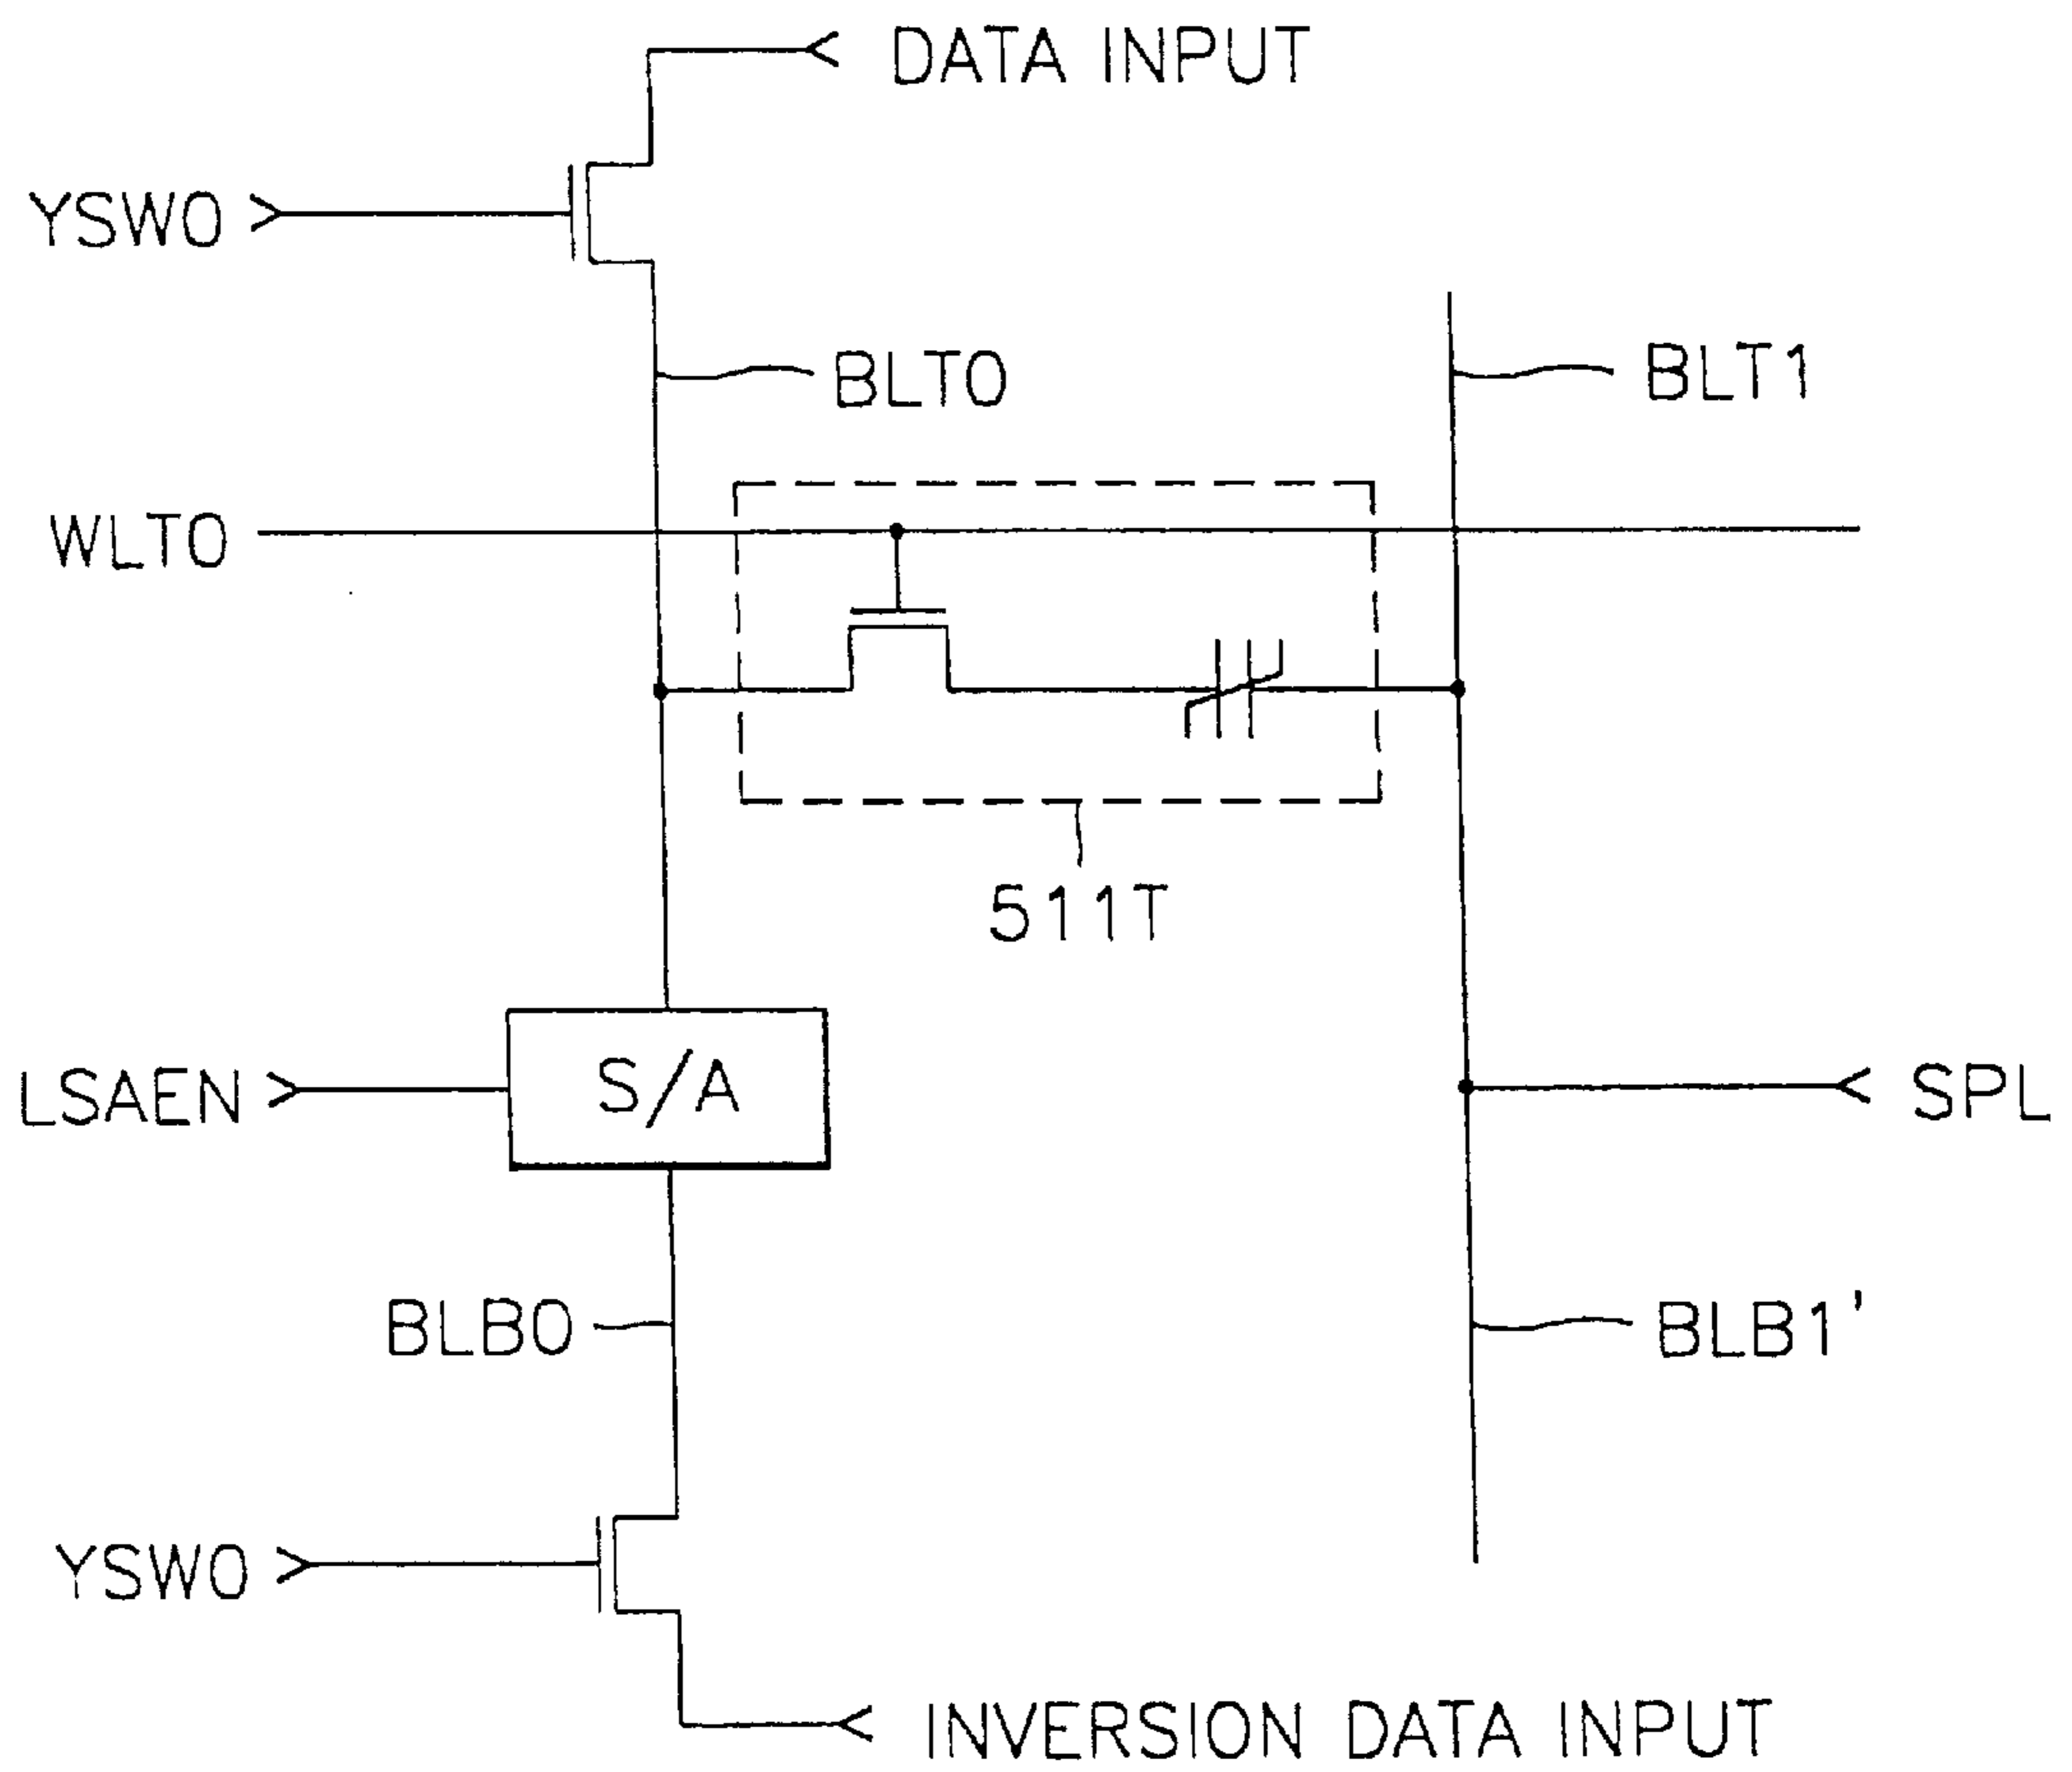 DATA INPUT
YSW0
BLT0
BLT1
WLT0
511T
LSAEN
S/A
SPL
BLB0
BLB1'
YSW0
INVERSION DATA INPUT